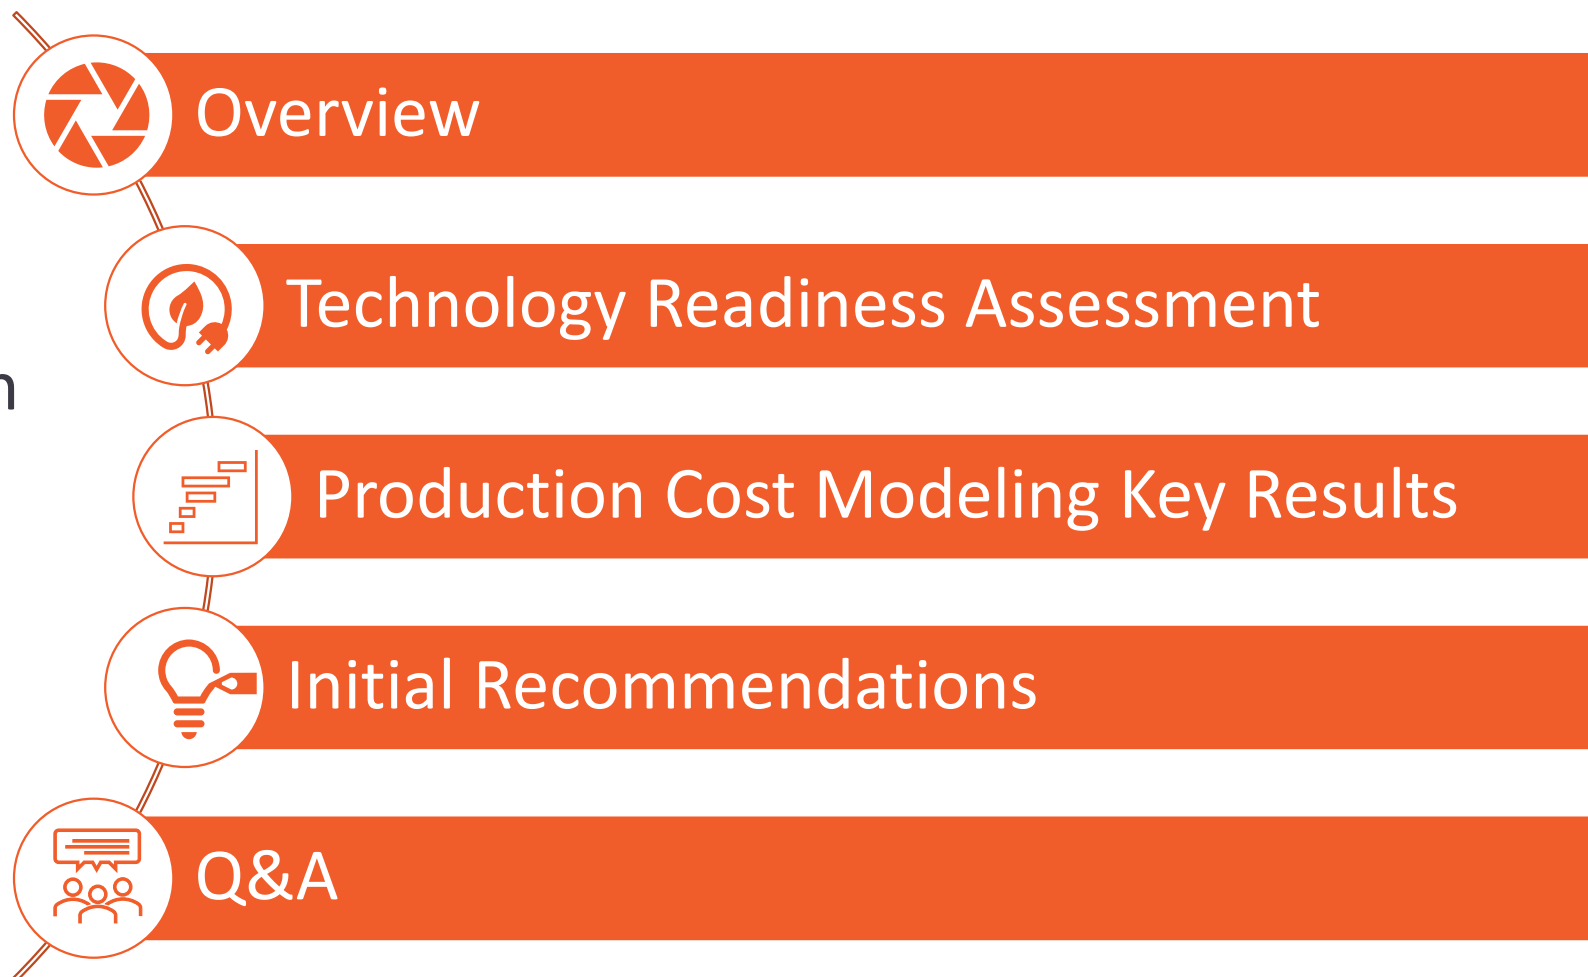 Overview
Technology Readiness Assessment
Production Cost Modeling Key Results
Initial Recommendations
Q&A